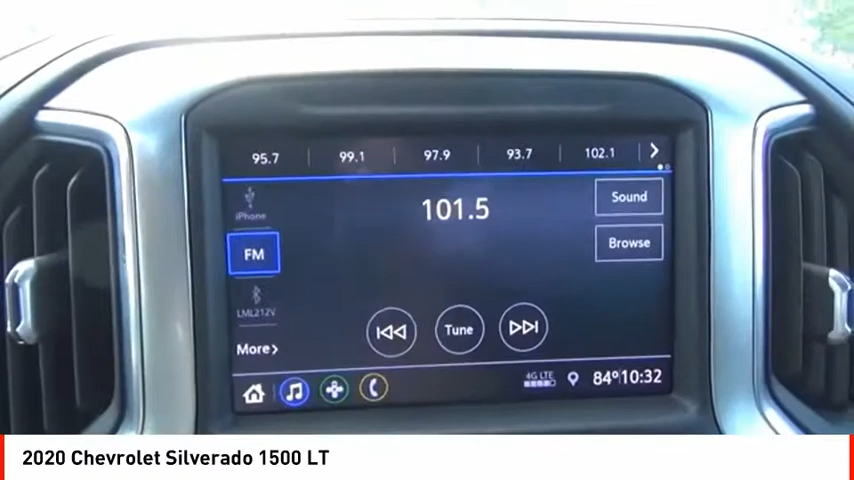 95.7 99.1 97.9 93.7 102.1
iPhone
101.5
Sound
FM
Browse
LML212V
More
Tune
4G LTE
84° 10:32
2020 Chevrolet Silverado 1500 LT